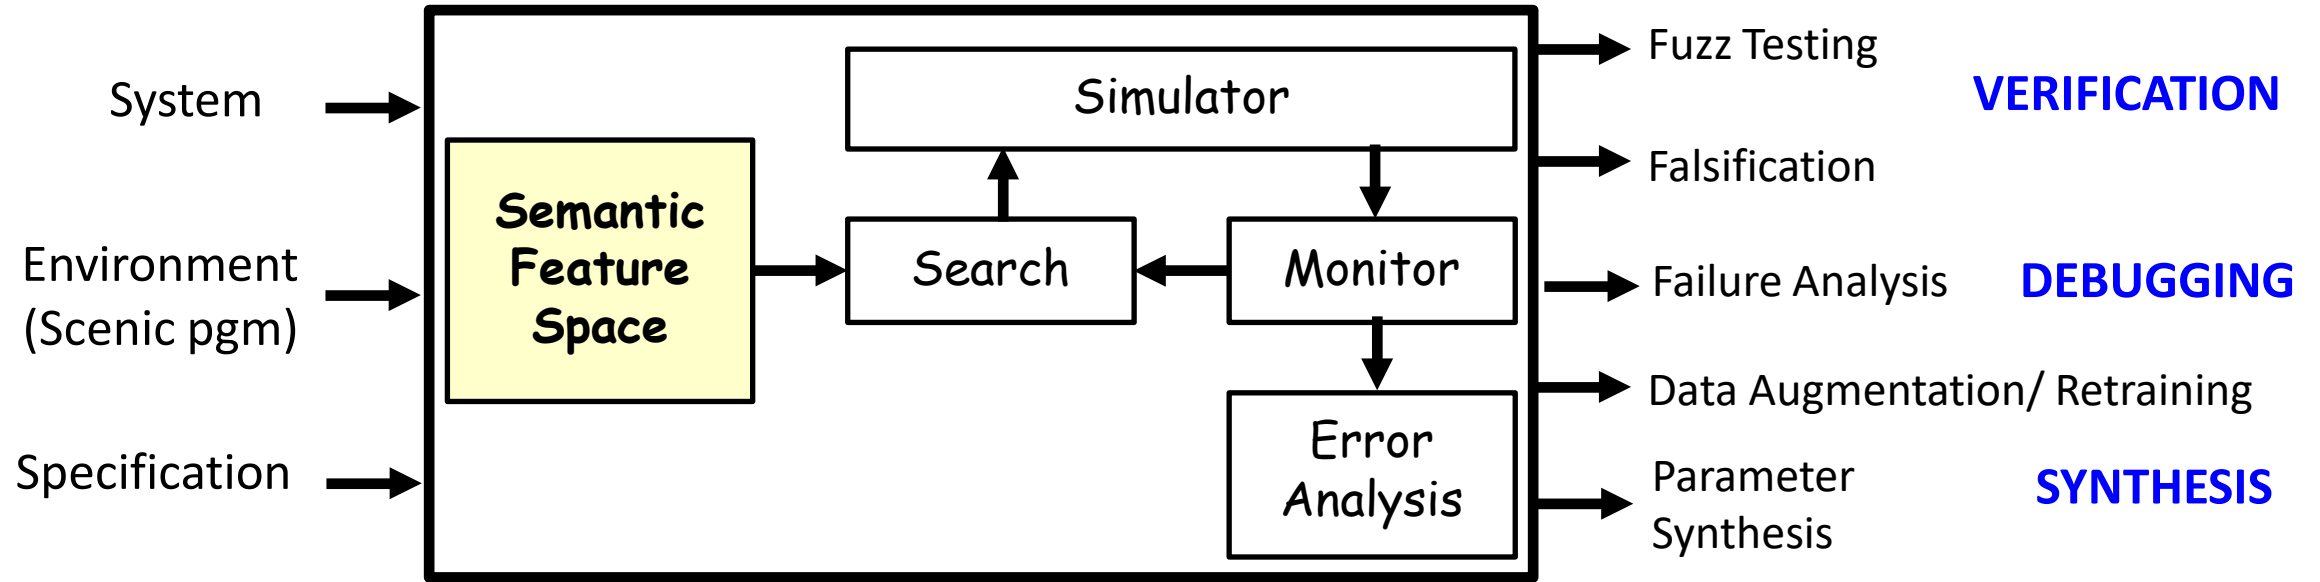 System
Environment
(Scenic pgm)
Specification
Semantic
Feature
Space
Simulator
Search
Monitor
Error
Analysis
Fuzz Testing
VERIFICATION
Falsification
Failure Analysis
DEBUGGING
Data Augmentation/ Retraining
Parameter
Synthesis
SYNTHESIS